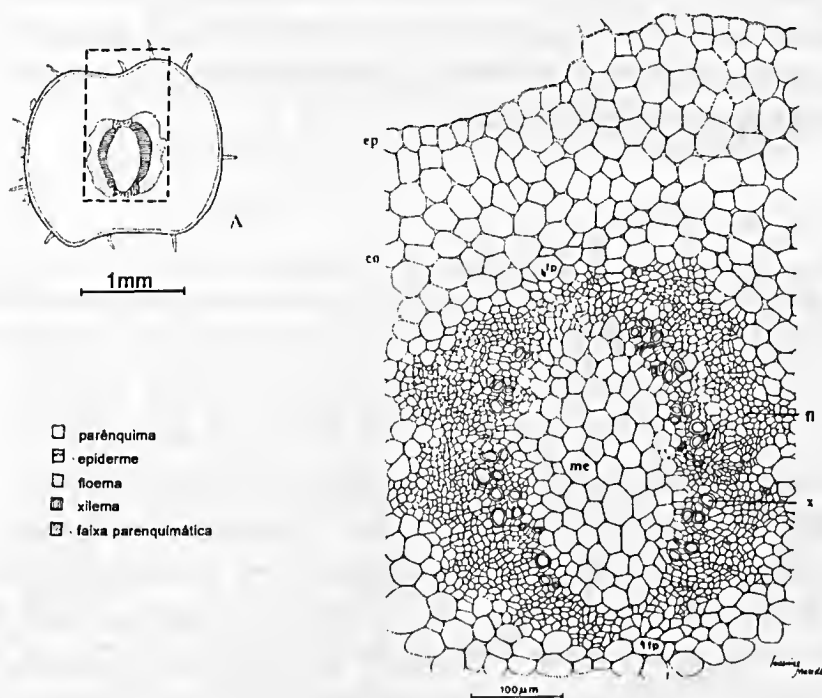 A
1mm
parênquima
epiderme
floema
xilema
faixa parenquimática
ep
co
fp
fl
me
x
fp
100µm